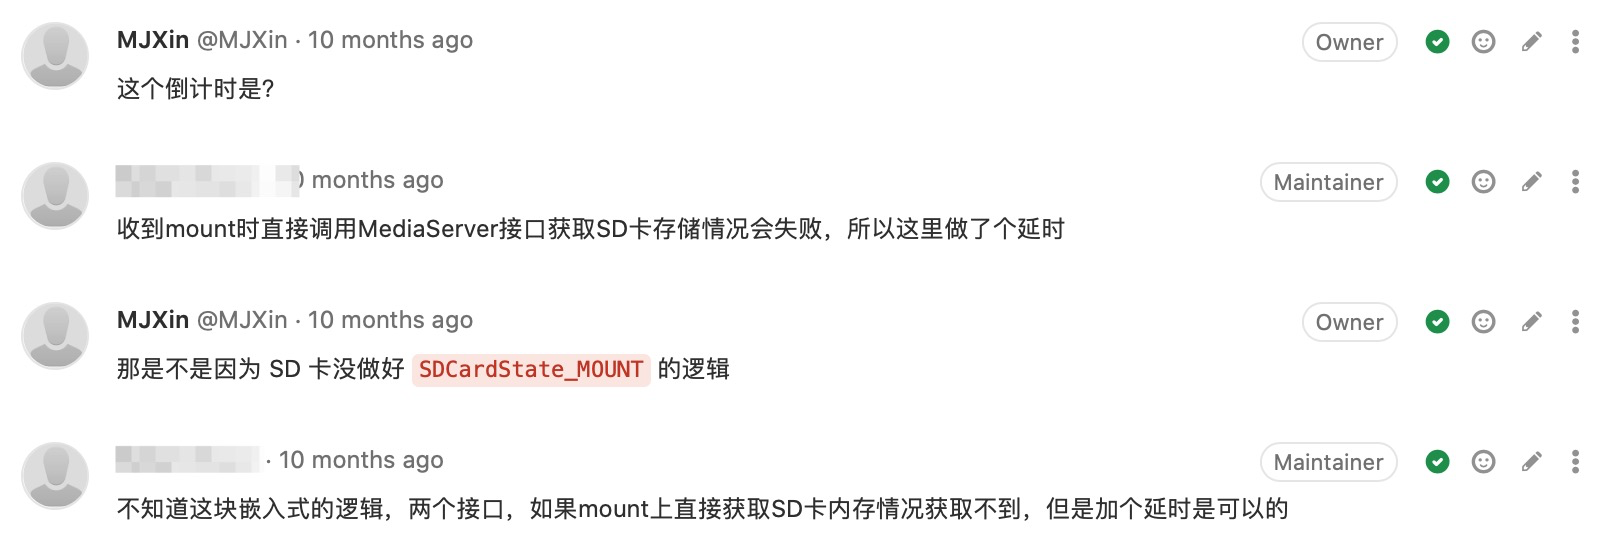 MJXin @MJXin · 10 months ago Owner
这个倒计时是?
months ago Maintainer
收到mount时直接调用MediaServer接口获取SD卡存储情况会失败，所以这里做了个延时
MJXin @MJXin · 10 months ago Owner
那是不是因为 SD 卡没做好 SDCardState_MOUNT 的逻辑
· 10 months ago Maintainer
不知道这块嵌入式的逻辑，两个接口，如果mount上直接获取SD卡内存情况获取不到，但是加个延时是可以的